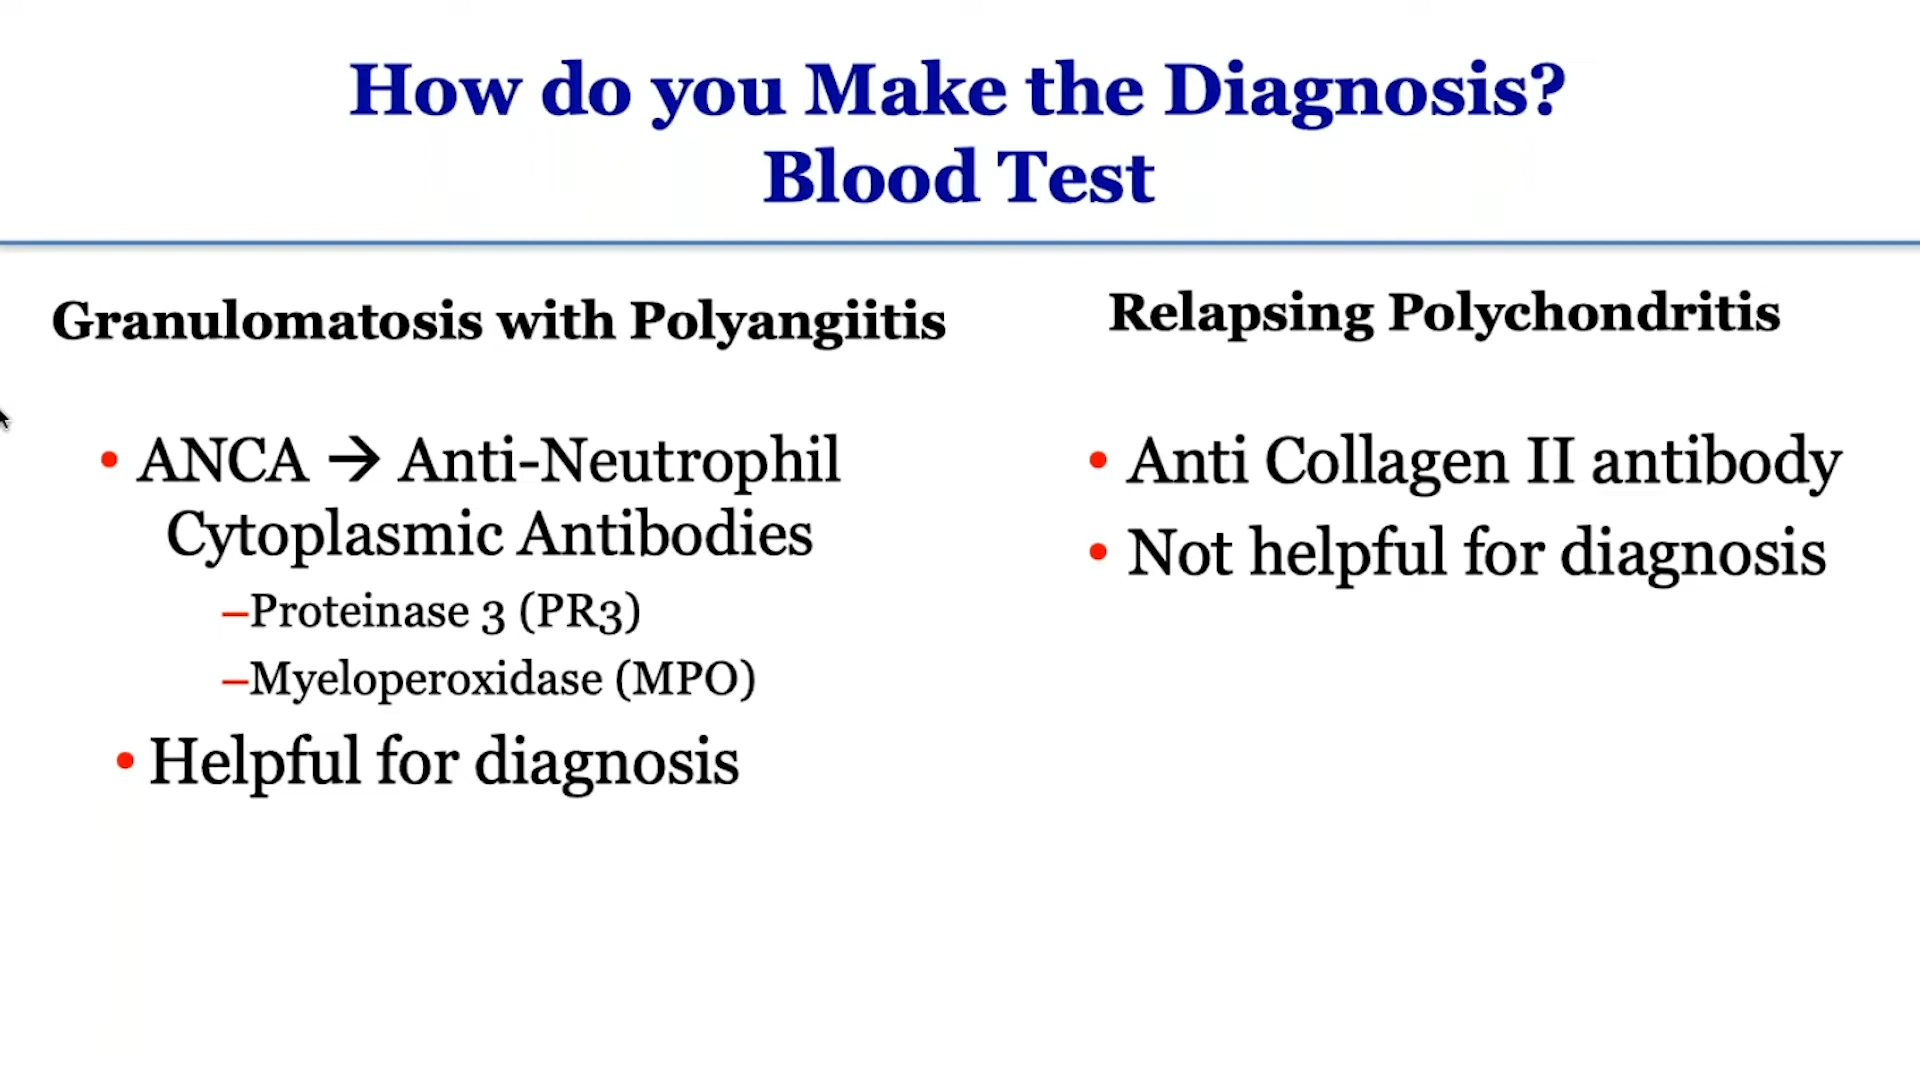 How do you Make the Diagnosis?
Blood Test
Granulomatosis with Polyangiitis
• ANCA → Anti-Neutrophil
Cytoplasmic Antibodies
–Proteinase 3 (PR3)
–Myeloperoxidase (MPO)
• Helpful for diagnosis
Relapsing Polychondritis
• Anti Collagen II antibody
• Not helpful for diagnosis